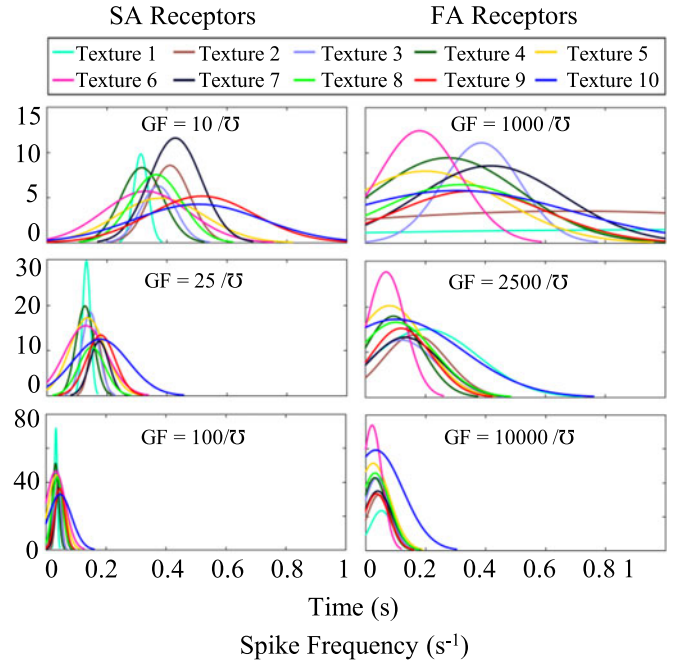 SA Receptors FA Receptors
Texture 1 Texture 2 Texture 3 Texture 4 Texture 5
Texture 6 Texture 7 Texture 8 Texture 9 Texture 10
15
10
5
0
GF = 10 /℧ GF = 1000 /℧
30
20
10
0
GF = 25 /℧ GF = 2500 /℧
80
40
0
GF = 100/℧ GF = 10000 /℧
0 0.2 0.4 0.6 0.8 1 0 0.2 0.4 0.6 0.8 1
Time (s)
Spike Frequency (s⁻¹)